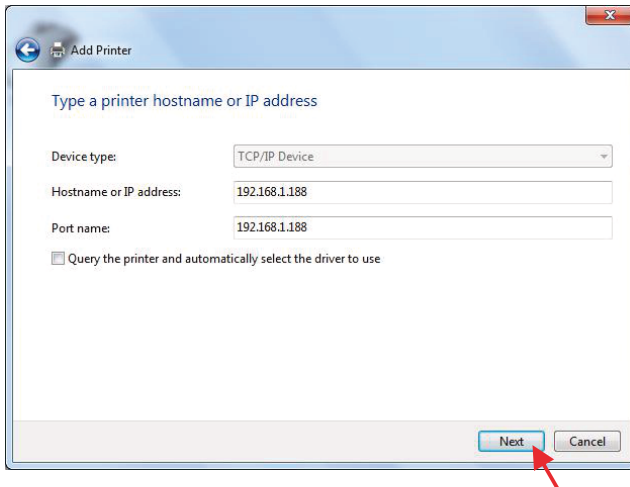 Add Printer
Type a printer hostname or IP address
Device type: TCP/IP Device
Hostname or IP address: 192.168.1.188
Port name: 192.168.1.188
Query the printer and automatically select the driver to use
Next Cancel